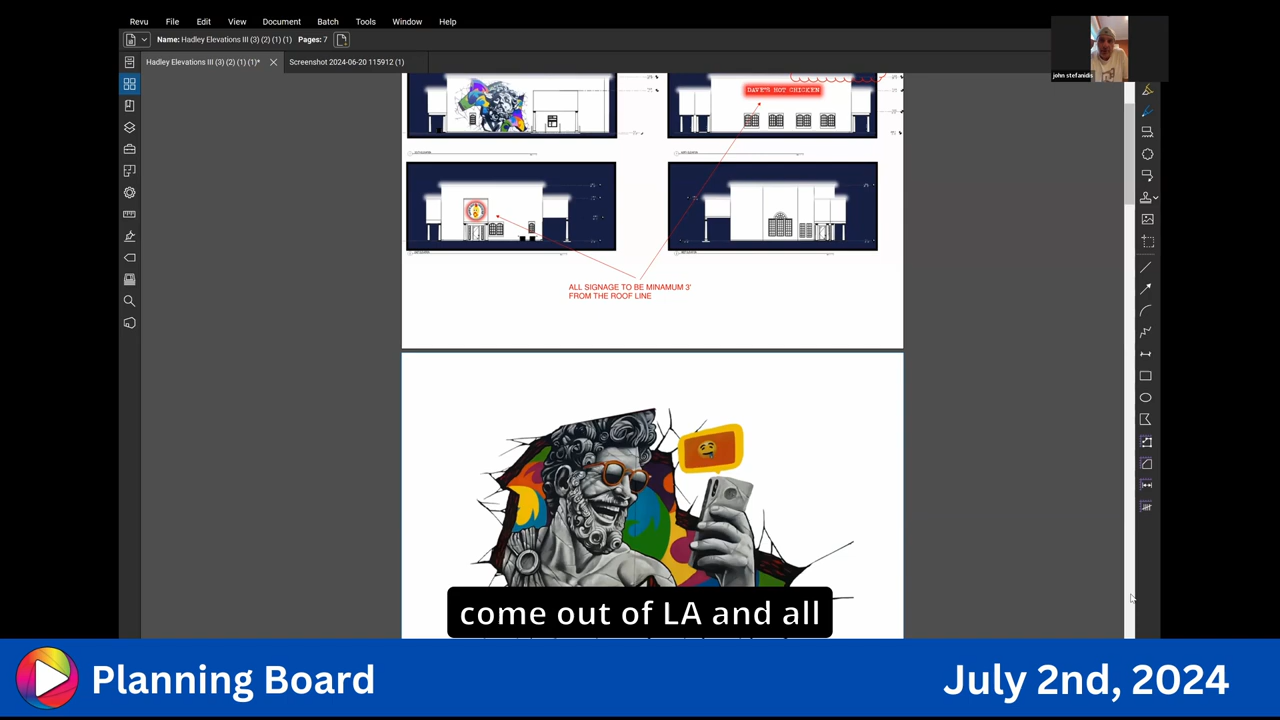 Revu File Edit View Document Batch Tools Window Help
Name: Hadley Elevations III (3) (2) (1) (1) Pages: 7
Hadley Elevations III (3) (2) (1) (1)* Screenshot 2024-06-20 115912 (1)
john stefanidis
DAVE'S HOT CHICKEN
ALL SIGNAGE TO BE MINAMUM 3'
FROM THE ROOF LINE
come out of LA and all
Planning Board
July 2nd, 2024